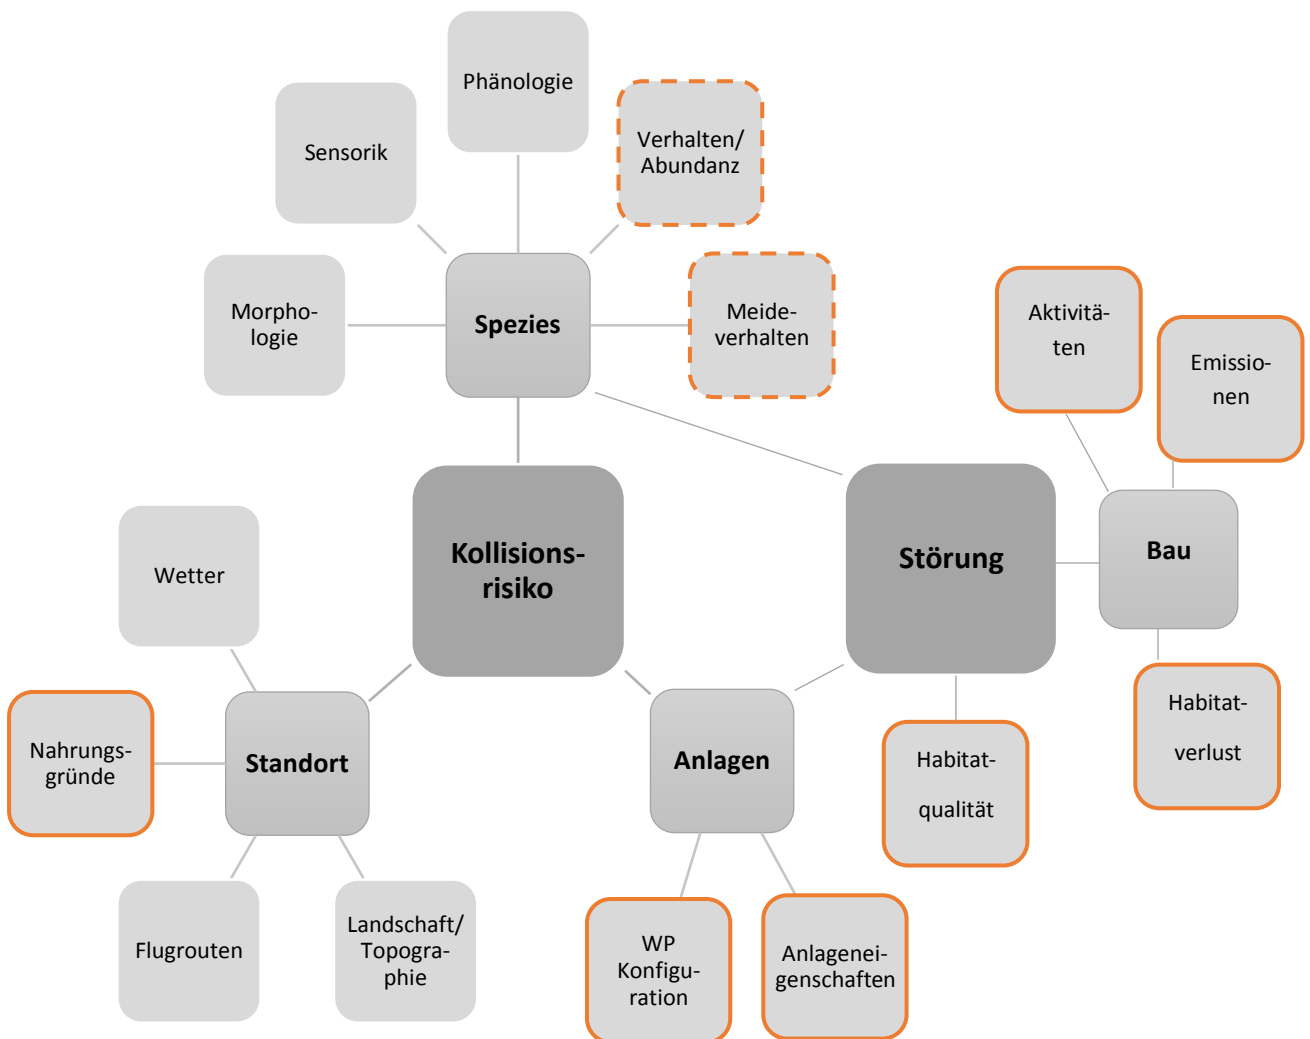 Phänologie
Sensorik
Verhalten/
Abundanz
Morpho-
logie
Spezies
Meide-
verhalten
Aktivitä-
ten
Emissio-
nen
Kollisions-
risiko
Störung
Bau
Wetter
Nahrungs-
gründe
Standort
Anlagen
Habitat-
qualität
Habitat-
verlust
Flugrouten
Landschaft/
Topogra-
phie
WP
Konfigu-
ration
Anlagenei-
genschaften